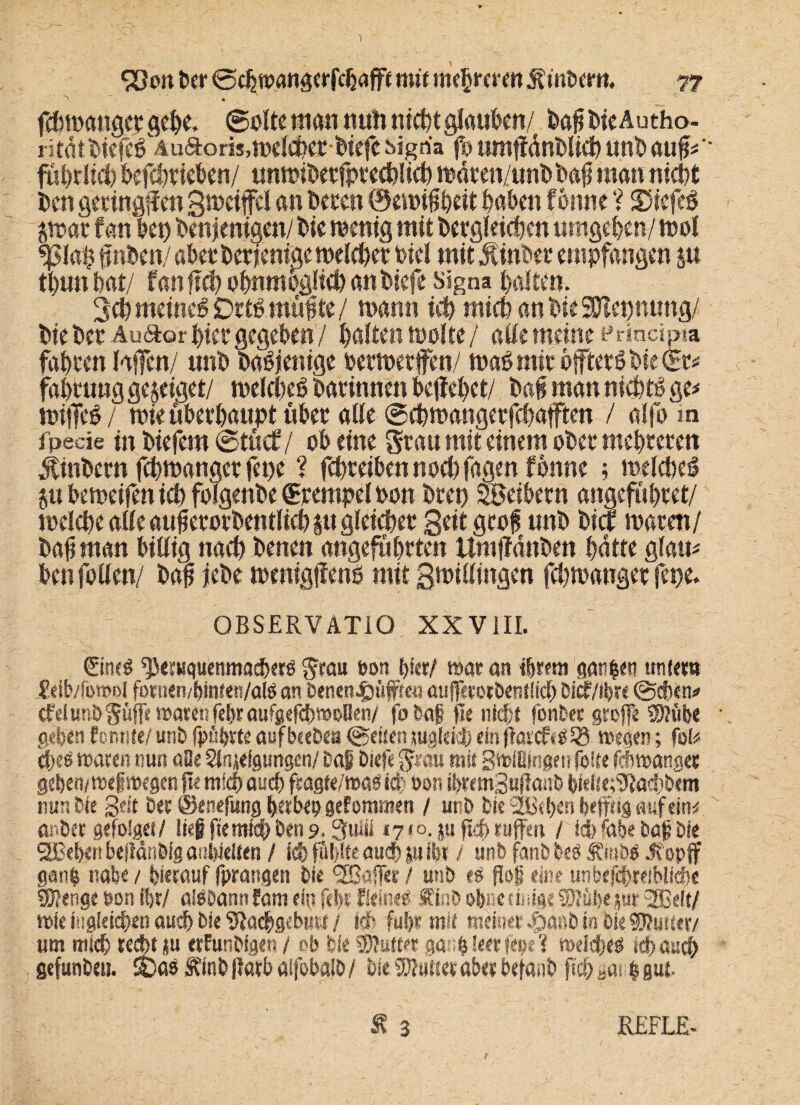 Von der Schwangerschafft mit mehreren Kindern. 77
schwanger gehe. Solte man nuhn nicht glauben/ daß die Autho-
rität dieses Auctoris, welcher diese Signa so umständlich und auß-
führlich beschrieben/ unwidersprechlich wären/ und daß man nicht
den geringsten Zweiffel an deren Gewißheit haben könne? Dieses
zwar kan bey denjenigen/ die wenig mit dergleichen umgehen/ wol
Platz finden/ aber derjenige welcher viel mit Kinder empfangen zu
thun hat/ kan sich ohnmöglich an diese Signa halten.
Ich meines Orts müßte/ wann ich mich an die Meynung/
die der Auctor hier gegeben/ halten wolte/ alle meine Principia
fahren lassen/ und dasjenige verwerffen/ was mir öffters die Er-
fahrung gezeiget/ welches darinnen bestehet/ daß man nichts ge-
wisses/ wie überhaupt über alle Schwangerschafften/ also in
specie in diesem Stück/ ob eine Frau mit einem oder mehreren
Kindern schwanger seye? schreiben noch sagen könne; welches
zu beweisen ich folgende Exempel von drey Weibern angeführet/
welche alle außerordentlich zu gleicher Zeit groß und dick waren/
daß man billig nach denen angeführten Umständen hätte glau-
ben sollen/ daß jede wenigstens mit Zwillingen schwanger seye.
OBSERVATIO XXVIII.
Eines Peruquenmachers Frau von hier/ war an ihrem gantzen untern
Leib/ sowol fornen/ hinten/ als an denen Hüfften ausserordentlich dick/ ihre Schen-
ckel und Füsse waren sehr aufgeschwollen/ so daß sie nicht sonder grosse Mühe
gehen konnte/ und spührte auf beeden Seiten zugleich ein starckes B wegen; sol-
ches waren nun alle Anzeigungen/ daß diese Frau mit Zwillingen solte schwanger
gehen/ weßwegen sie mich auch fragte/ was ich von ihrem Zustand hielte; Nachdem
nun die Zeit der Genesung herbey gekommen/ und die Wehen hefftig auf ein-
ander gefolget/ ließ sie mich den 9. Julii 1710. zu sich ruffen/ ich sahe daß die
Wehen beständig anhielten/ ich fühlte auch zu ihr/ und fand des Kinds Kopff
gantz nahe/ hierauf sprangen die Wasser/ und es floß eine unbeschreibliche
Menge von ihr/ alsdann kam ein sehr kleines Kind ohne einige Mühe zur Welt/
wie ingleichen auch die Nachgeburt/ ich fuhr mit meiner Hand in die Mutter/
um mich recht zu erkundigen/ ob die Mutter gantz leer seye? welches ich auch
gefunden. Das Kind starb alsobald/ die Mutter aber befand sich gantz gut.
K 3 REFLE-